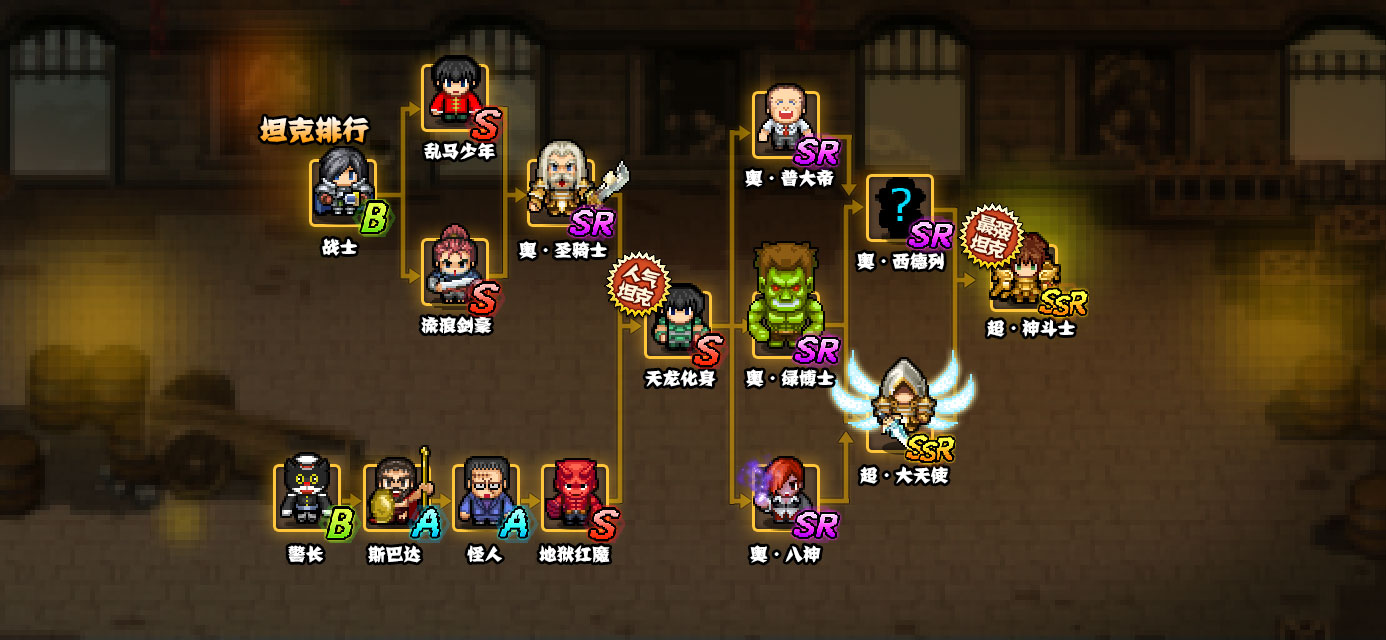 坦克排行
B
战士
S
乱马少年
S
流浪剑豪
SR
奥·圣骑士
B
警长
A
斯巴达
A
怪人
S
地狱红魔
人气
坦克
S
天龙化身
SR
奥·普大帝
SR
奥·绿博士
SR
奥·八神
?
SR
奥·西德列
SSR
超·大天使
最强
坦克
SSR
超·神斗士